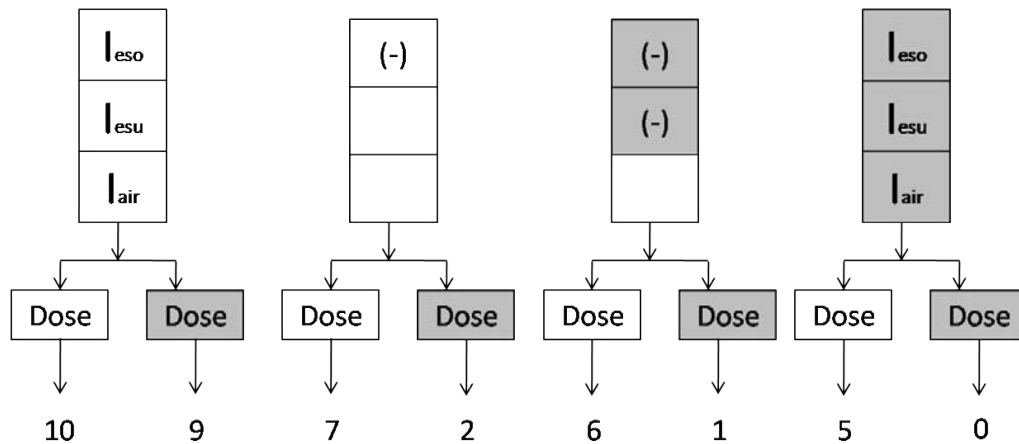 I eso (-) (-) I eso
I esu (-) I esu
I air I air
Dose Dose Dose Dose Dose Dose Dose Dose
10 9 7 2 6 1 5 0